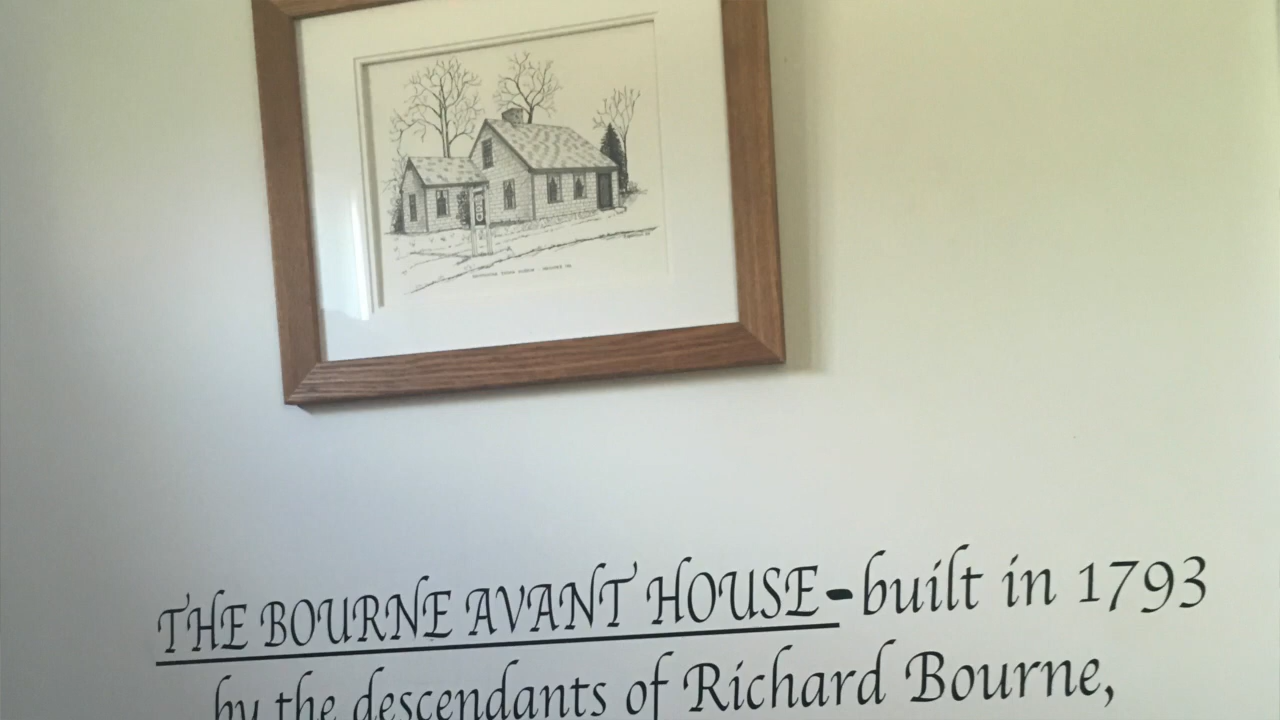 THE BOURNE AVANT HOUSE-built in 1793
by the descendants of Richard Bourne,